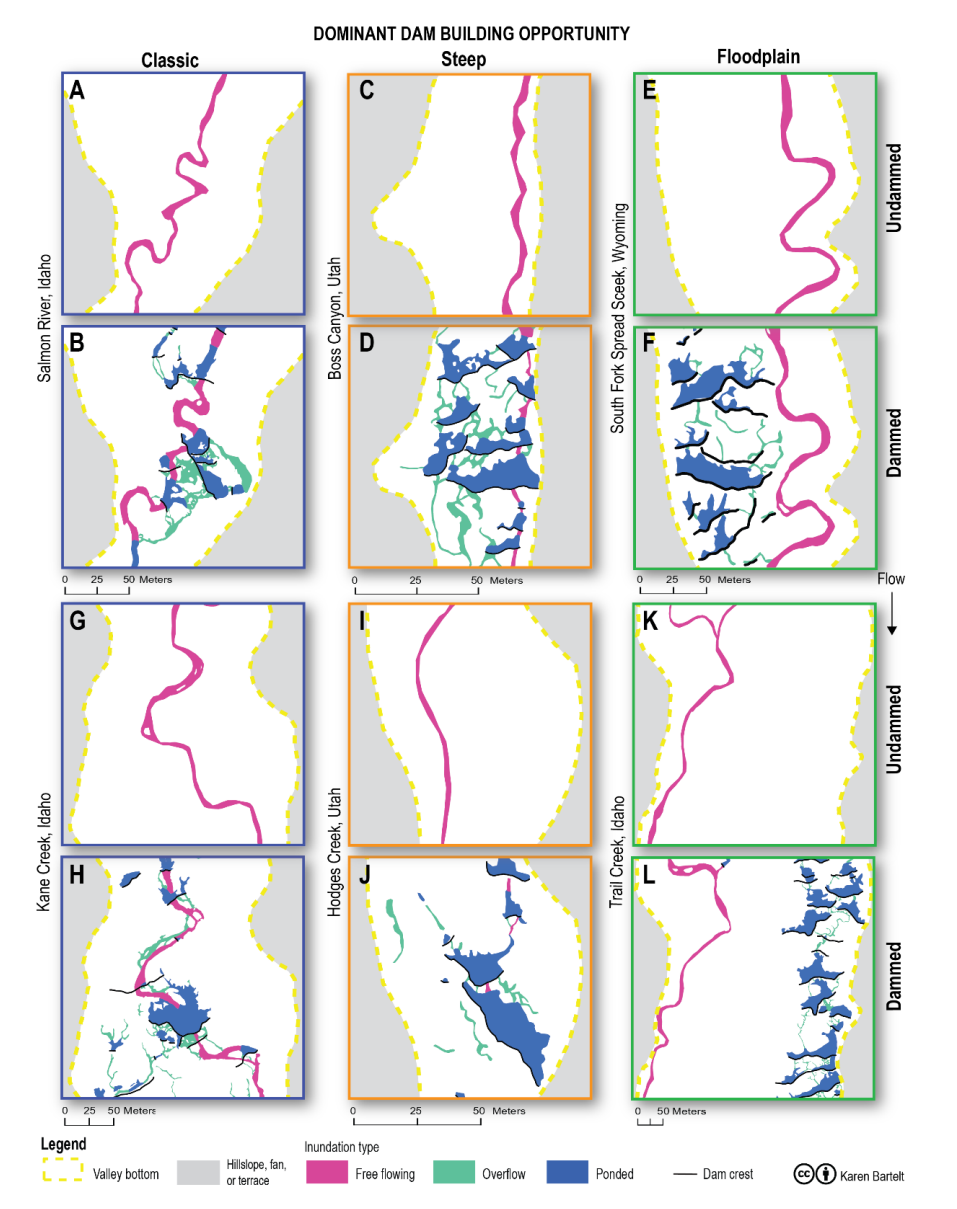 DOMINANT DAM BUILDING OPPORTUNITY
Classic
Steep
Floodplain
A
C
E
Undammed
Salmon River, Idaho
Boss Canyon, Utah
South Fork Spread Sceek, Wyoming
B
D
F
Dammed
0 25 50 Meters
0 25 50 Meters
0 25 50 Meters
Flow
G
I
K
Undammed
Kane Creek, Idaho
Hodges Creek, Utah
Trail Creek, Idaho
H
J
L
Dammed
0 25 50 Meters
0 25 50 Meters
0 50 Meters
Legend
Valley bottom
Hillslope, fan,
or terrace
Inundation type
Free flowing
Overflow
Ponded
Dam crest
cc Karen Bartelt